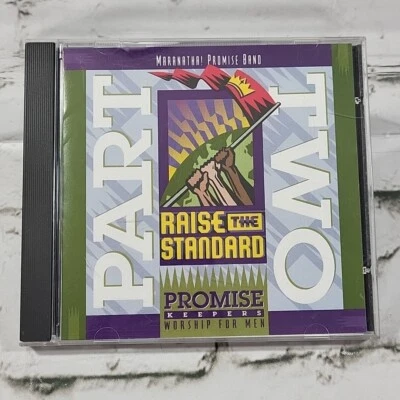 MARANATHA! PROMISE BAND
PART
TWO
RAISE THE
STANDARD
PROMISE
KEEPERS
WORSHIP FOR MEN